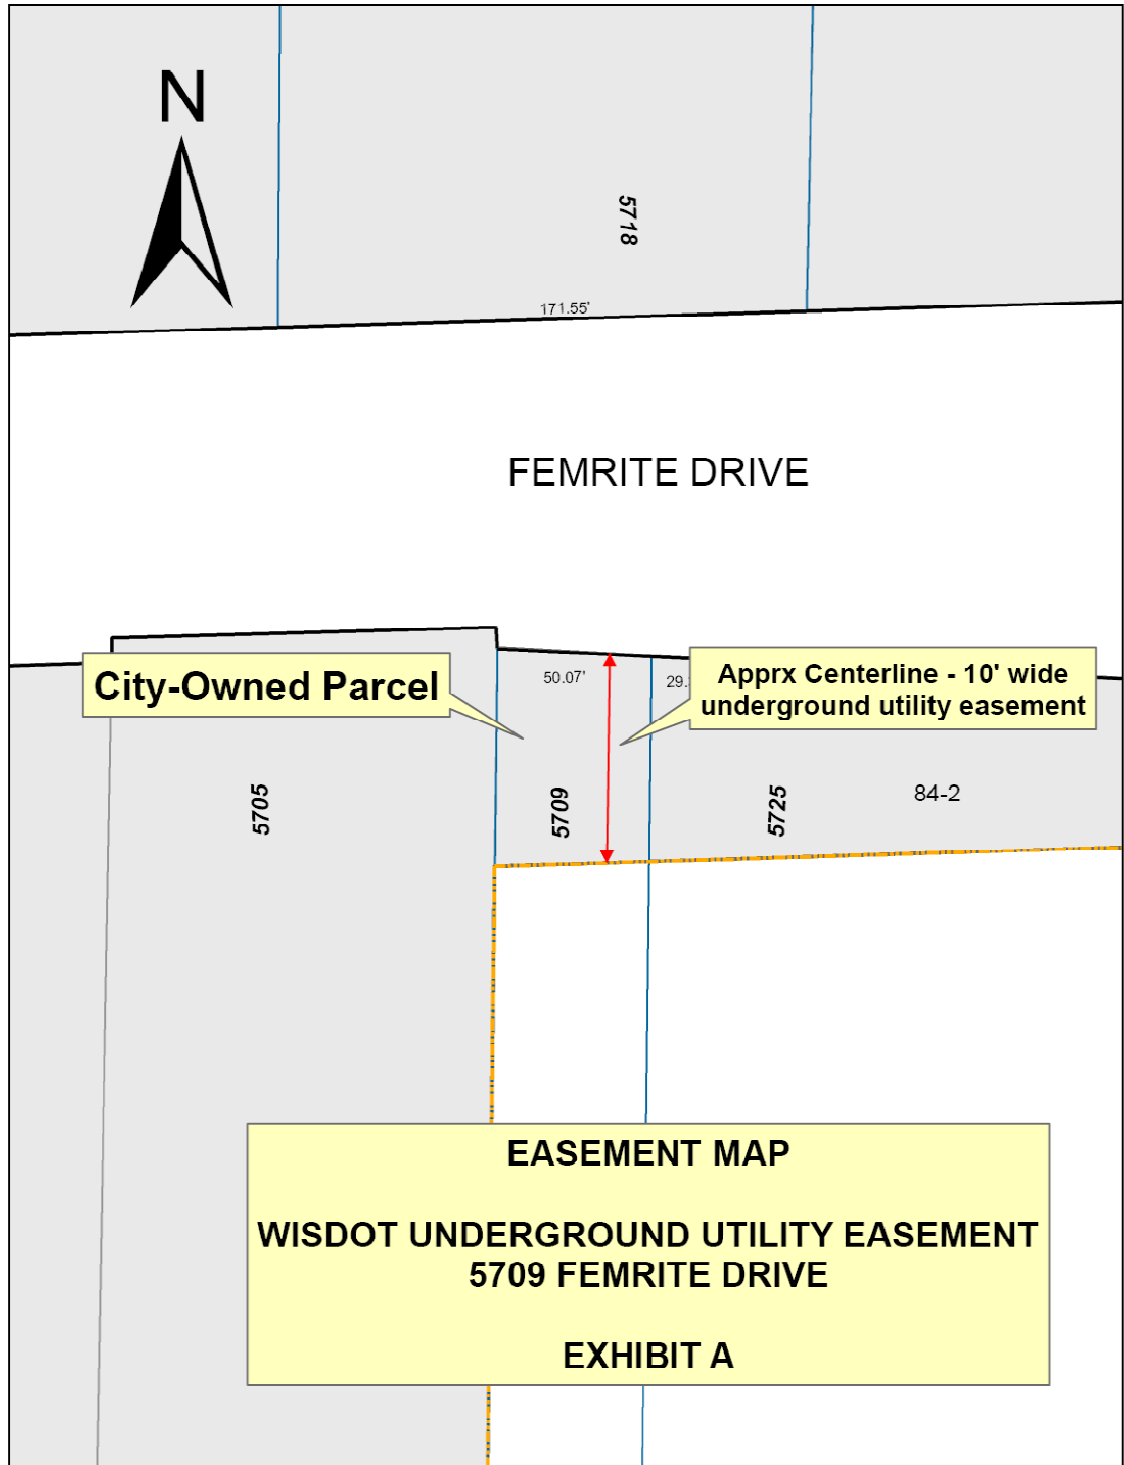 N
5718
171.55'
FEMRITE DRIVE
City-Owned Parcel
50.07'
29.
Apprx Centerline - 10' wide
underground utility easement
5705
5709
5725
84-2
EASEMENT MAP
WISDOT UNDERGROUND UTILITY EASEMENT
5709 FEMRITE DRIVE
EXHIBIT A